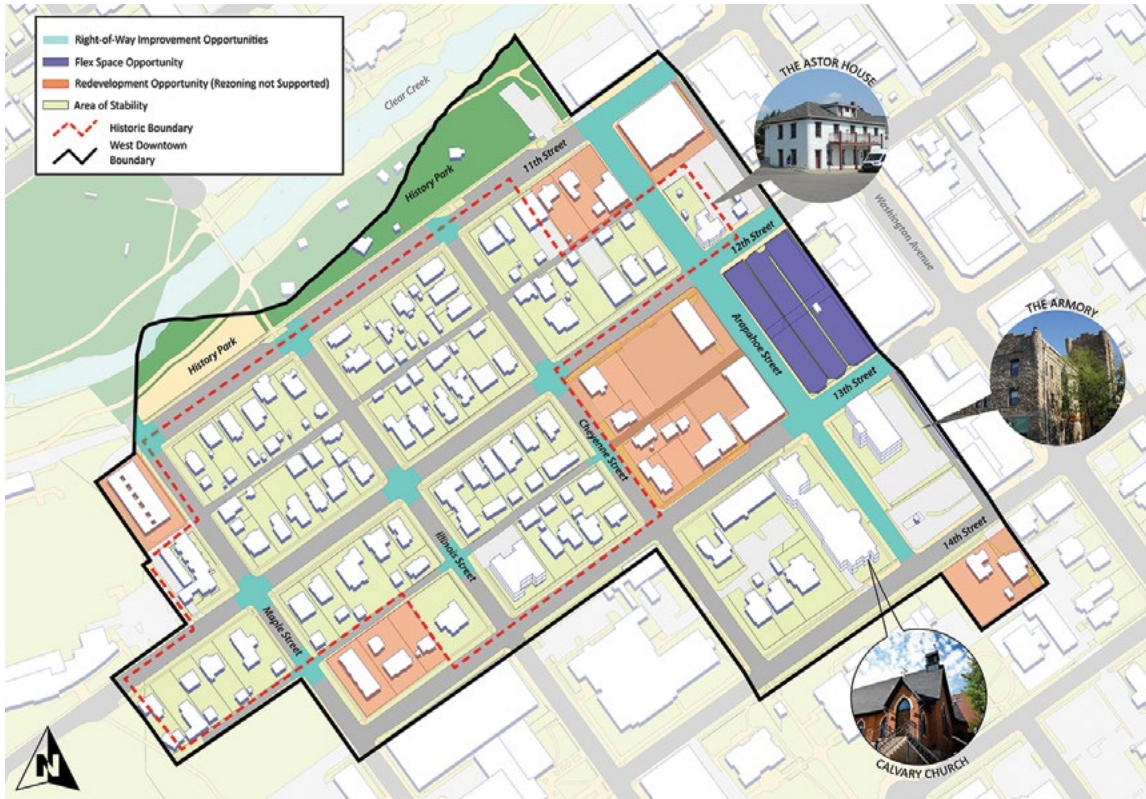 Right-of-Way Improvement Opportunities
Flex Space Opportunity
Redevelopment Opportunity (Rezoning not Supported)
Area of Stability
Historic Boundary
West Downtown
Boundary
Clear Creek
THE ASTOR HOUSE
11th Street
History Park
Washington Avenue
12th Street
THE ARMORY
History Park
Arapahoe Street
13th Street
Cheyenne Street
14th Street
Illinois Street
Maple Street
N
CALVARY CHURCH